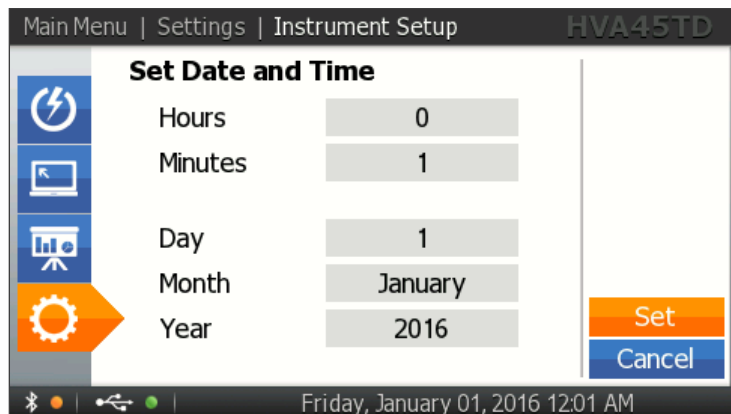 Main Menu | Settings | Instrument Setup HVA45TD
Set Date and Time
Hours 0
Minutes 1
Day 1
Month January
Year 2016
Set
Cancel
Friday, January 01, 2016 12:01 AM